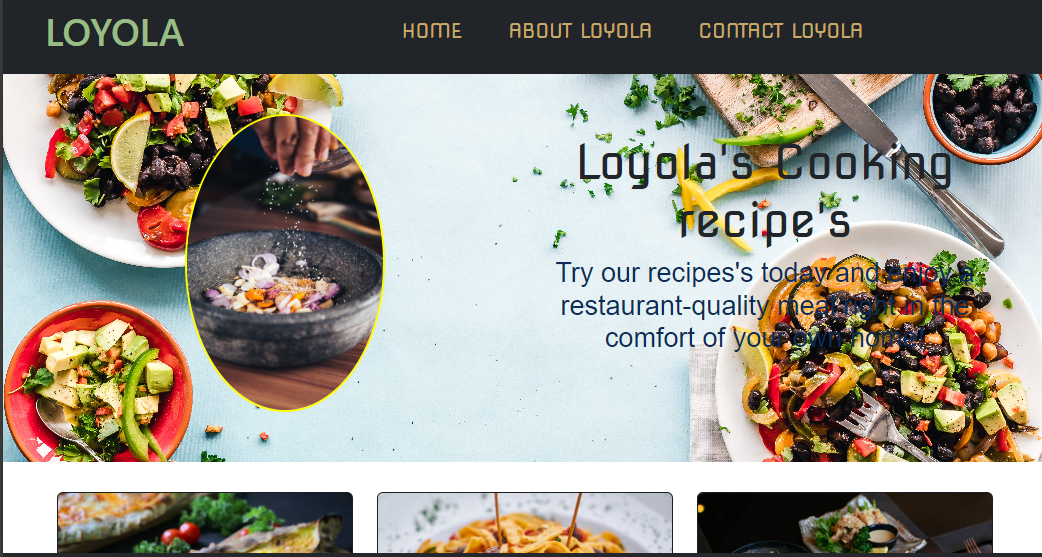 LOYOLA
HOME ABOUT LOYOLA CONTACT LOYOLA
Loyola's Cooking
recipe's
Try our recipes's today and enjoy a
restaurant-quality meal right in the
comfort of your own home!